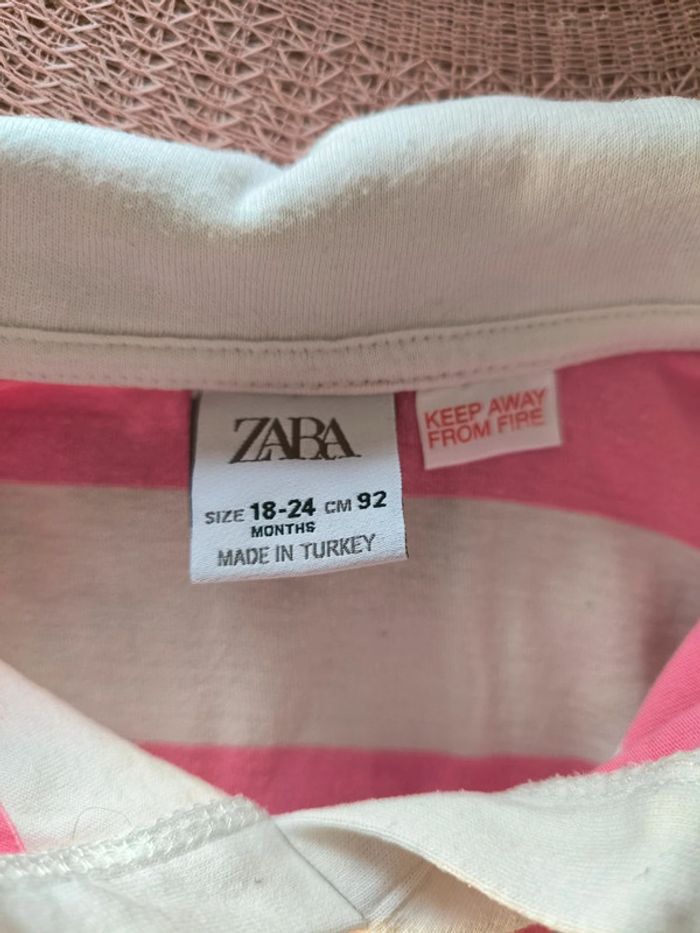 ZARA
SIZE 18-24 CM 92
MONTHS
MADE IN TURKEY
KEEP AWAY
FROM FIRE